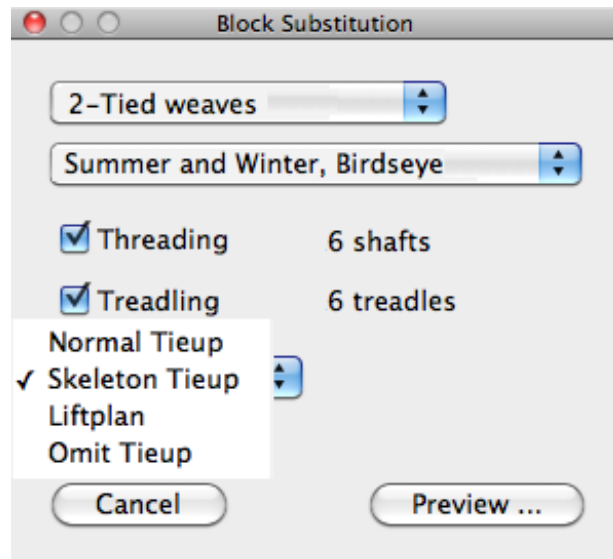 Block Substitution
2-Tied weaves
Summer and Winter, Birdseye
Threading 6 shafts
Treadling 6 treadles
Normal Tieup
✓ Skeleton Tieup
Liftplan
Omit Tieup
Cancel Preview ...